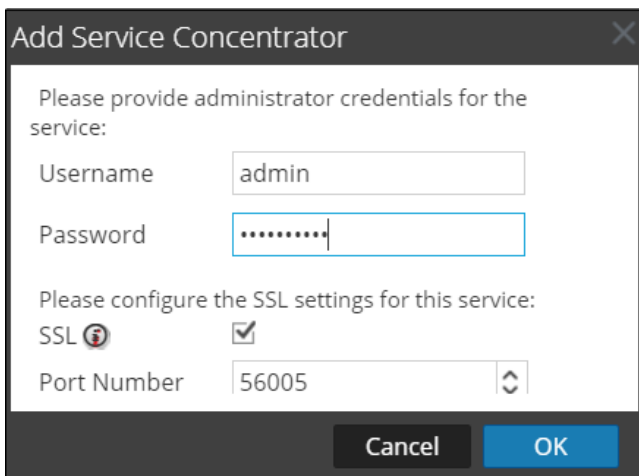 Add Service Concentrator
Please provide administrator credentials for the
service:
Username admin
Password ••••••••••
Please configure the SSL settings for this service:
SSL
Port Number 56005
Cancel OK